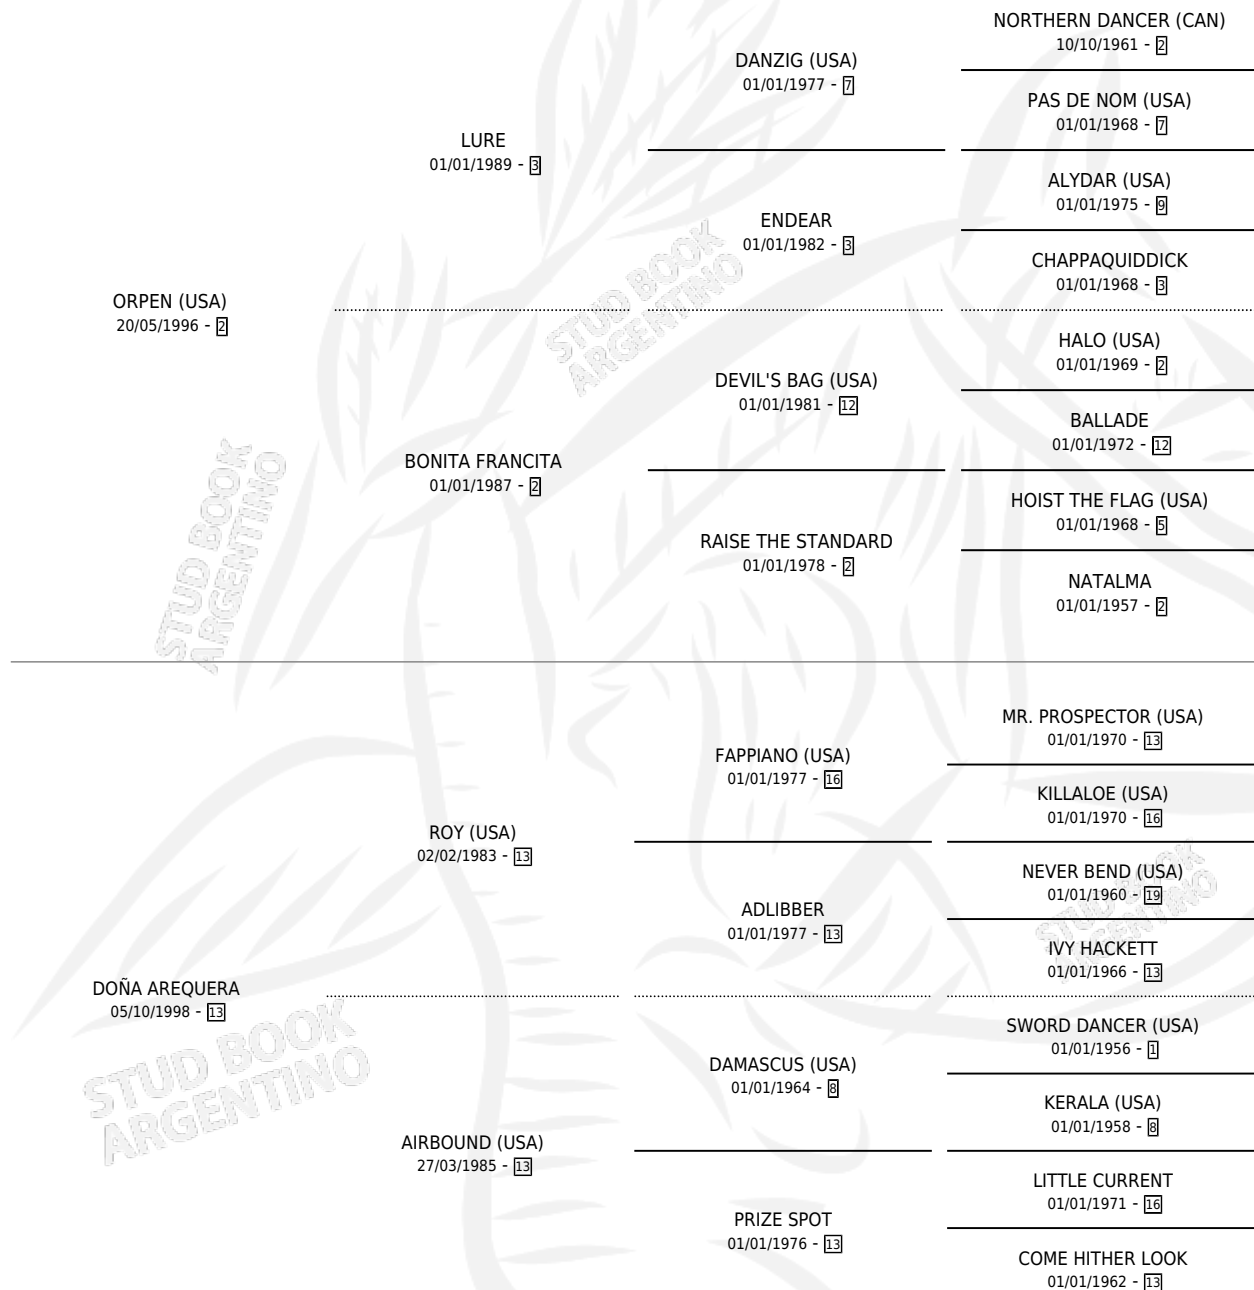 NORTHERN DANCER (CAN)
10/10/1961 - 2
DANZIG (USA)
01/01/1977 - 7
PAS DE NOM (USA)
01/01/1968 - 7
LURE
01/01/1989 - 3
ALYDAR (USA)
01/01/1975 - 9
ENDEAR
01/01/1982 - 3
CHAPPAQUIDDICK
01/01/1968 - 3
ORPEN (USA)
20/05/1996 - 2
STUD BOOK
ARGENTINO
HALO (USA)
01/01/1969 - 2
DEVIL'S BAG (USA)
01/01/1981 - 12
BALLADE
01/01/1972 - 12
BONITA FRANCITA
01/01/1987 - 2
HOIST THE FLAG (USA)
01/01/1968 - 5
RAISE THE STANDARD
01/01/1978 - 2
NATALMA
01/01/1957 - 2
STUD BOOK
ARGENTINO
MR. PROSPECTOR (USA)
01/01/1970 - 13
FAPPIANO (USA)
01/01/1977 - 16
KILLALOE (USA)
01/01/1970 - 16
ROY (USA)
02/02/1983 - 13
NEVER BEND (USA)
01/01/1960 - 19
STUD BOOK
ARGENTINO
ADLIBBER
01/01/1977 - 13
IVY HACKETT
01/01/1966 - 13
DOÑA AREQUERA
05/10/1998 - 13
STUD BOOK
ARGENTINO
SWORD DANCER (USA)
01/01/1956 - 1
DAMASCUS (USA)
01/01/1964 - 8
KERALA (USA)
01/01/1958 - 8
AIRBOUND (USA)
27/03/1985 - 13
LITTLE CURRENT
01/01/1971 - 16
PRIZE SPOT
01/01/1976 - 13
COME HITHER LOOK
01/01/1962 - 13